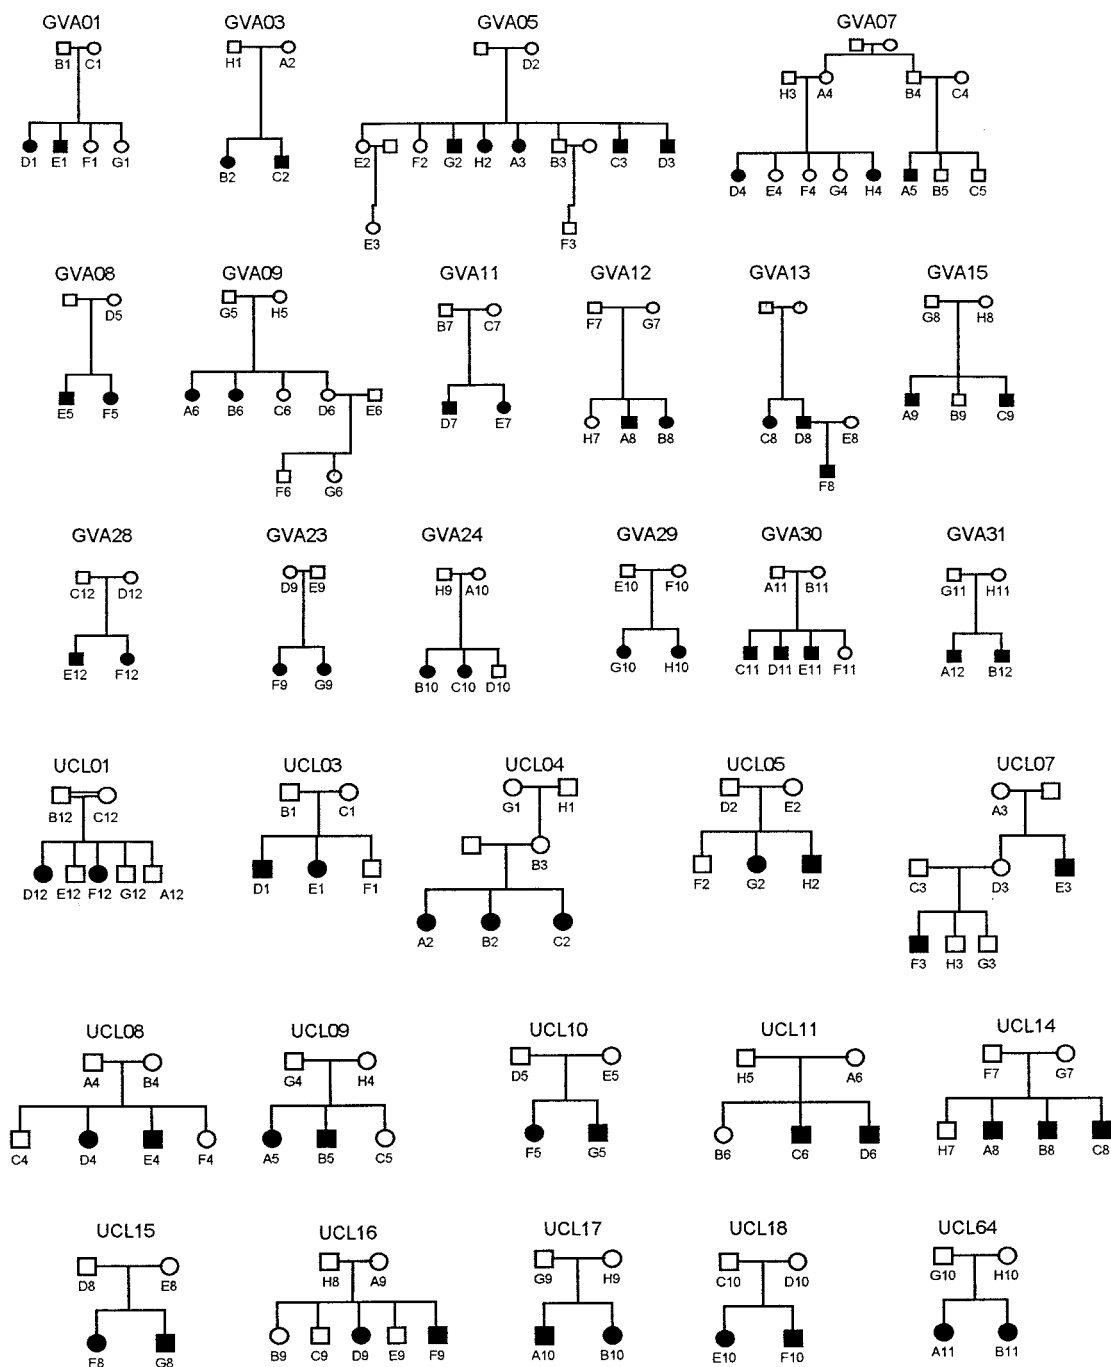 GVA01 GVA03 GVA05 GVA07
B1 C1 H1 A2 D2
H3 A4 B4 C4
D1 E1 F1 G1 B2 C2 E2 F2 G2 H2 A3 B3 C3 D3 D4 E4 F4 G4 H4 A5 B5 C5
E3 F3
GVA08 GVA09 GVA11 GVA12 GVA13 GVA15
D5 G5 H5 B7 C7 F7 G7 G8 H8
E5 F5 A6 B6 C6 D6 E6 D7 E7 H7 A8 B8 C8 D8 E8 A9 B9 C9
F6 G6 F8
GVA28 GVA23 GVA24 GVA29 GVA30 GVA31
C12 D12 D9 E9 H9 A10 E10 F10 A11 B11 G11 H11
E12 F12 F9 G9 B10 C10 D10 G10 H10 C11 D11 E11 F11 A12 B12
UCL01 UCL03 UCL04 UCL05 UCL07
B12 C12 B1 C1 G1 H1 D2 E2 A3
D12 E12 F12 G12 A12 D1 E1 F1 B3 F2 G2 H2 C3 D3 E3
A2 B2 C2 F3 H3 G3
UCL08 UCL09 UCL10 UCL11 UCL14
A4 B4 G4 H4 D5 E5 H5 A6 F7 G7
C4 D4 E4 F4 A5 B5 C5 F5 G5 B6 C6 D6 H7 A8 B8 C8
UCL15 UCL16 UCL17 UCL18 UCL64
D8 E8 H8 A9 G9 H9 C10 D10 G10 H10
F8 G8 B9 C9 D9 E9 F9 A10 B10 E10 F10 A11 B11